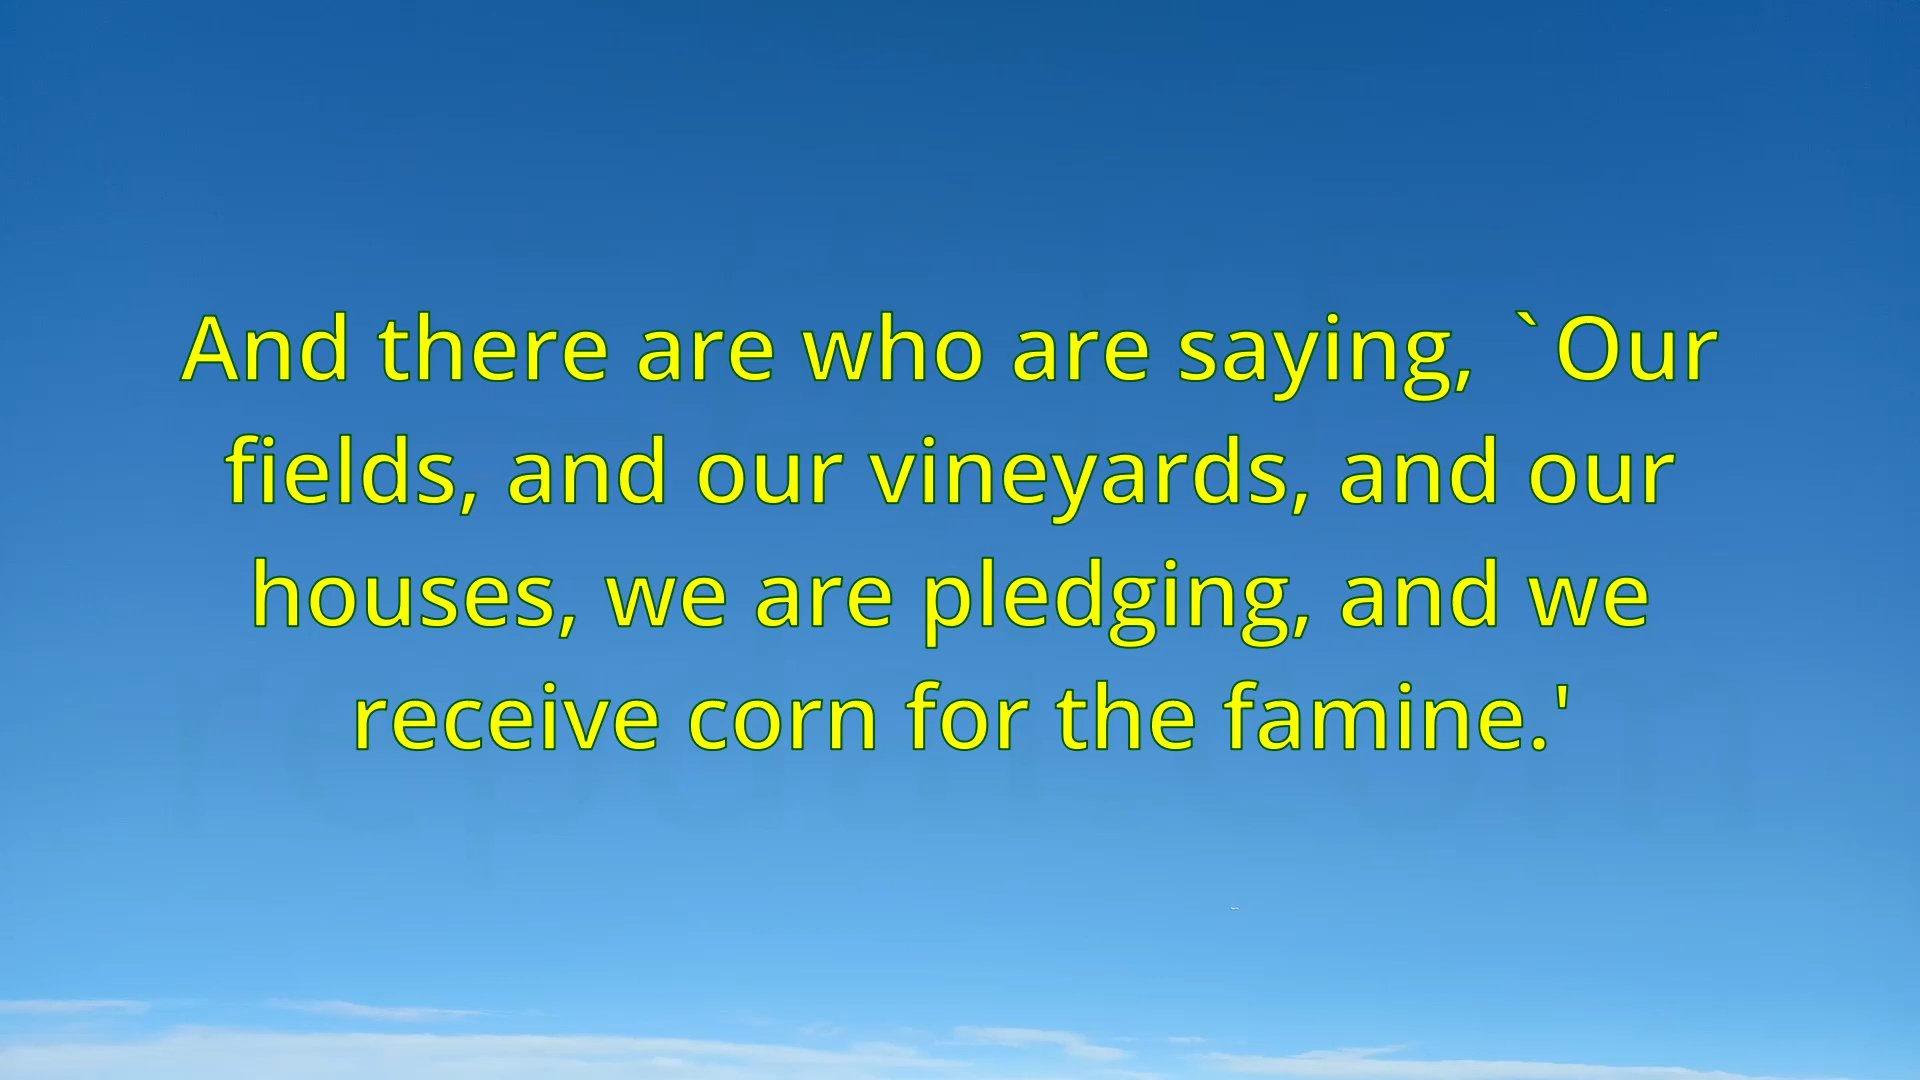 And there are who are saying, `Our
fields, and our vineyards, and our
houses, we are pledging, and we
receive corn for the famine.'